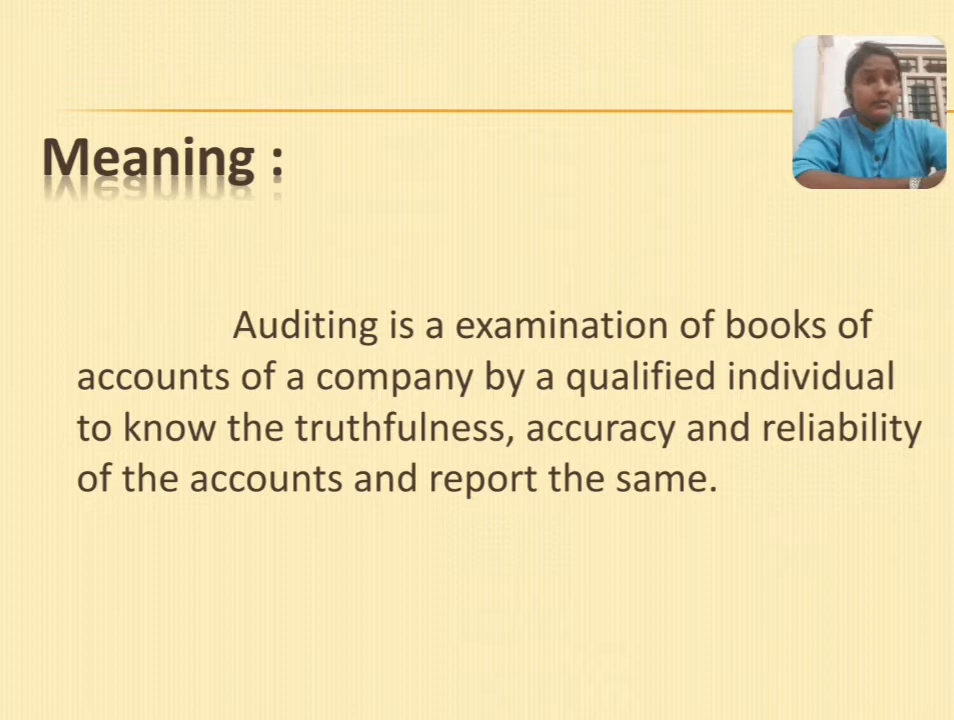 Meaning :
Auditing is a examination of books of
accounts of a company by a qualified individual
to know the truthfulness, accuracy and reliability
of the accounts and report the same.